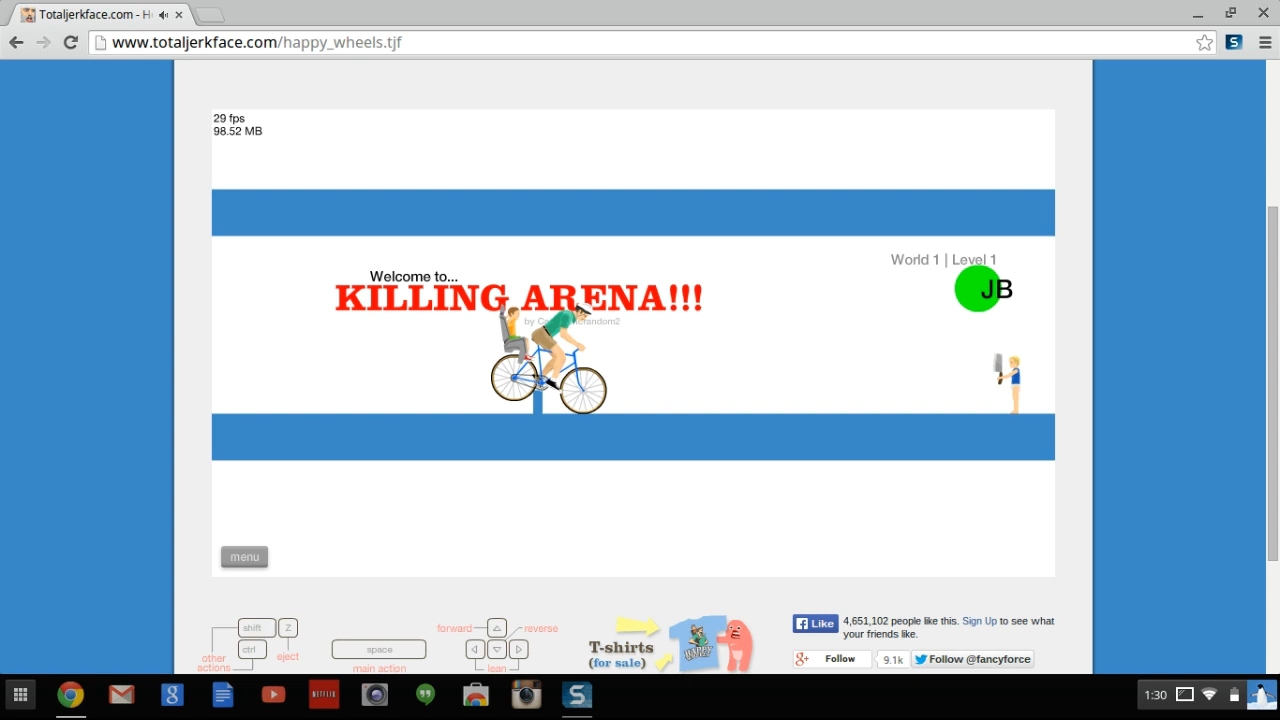 Totaljerkface.com - H
www.totaljerkface.com/happy_wheels.tjf
29 fps
98.52 MB
World 1 | Level 1
Welcome to...
JB
KILLING ARENA!!!
by
menu
shift
Z
ctrl
other
actions
eject
space
main action
forward
reverse
lean
T-shirts
(for sale)
HAPPY WHEELS
Like
4,651,102 people like this. Sign Up to see what
your friends like.
g+
Follow
9.1k
Follow @fancyforce
NETFLIX
g
S
1:30